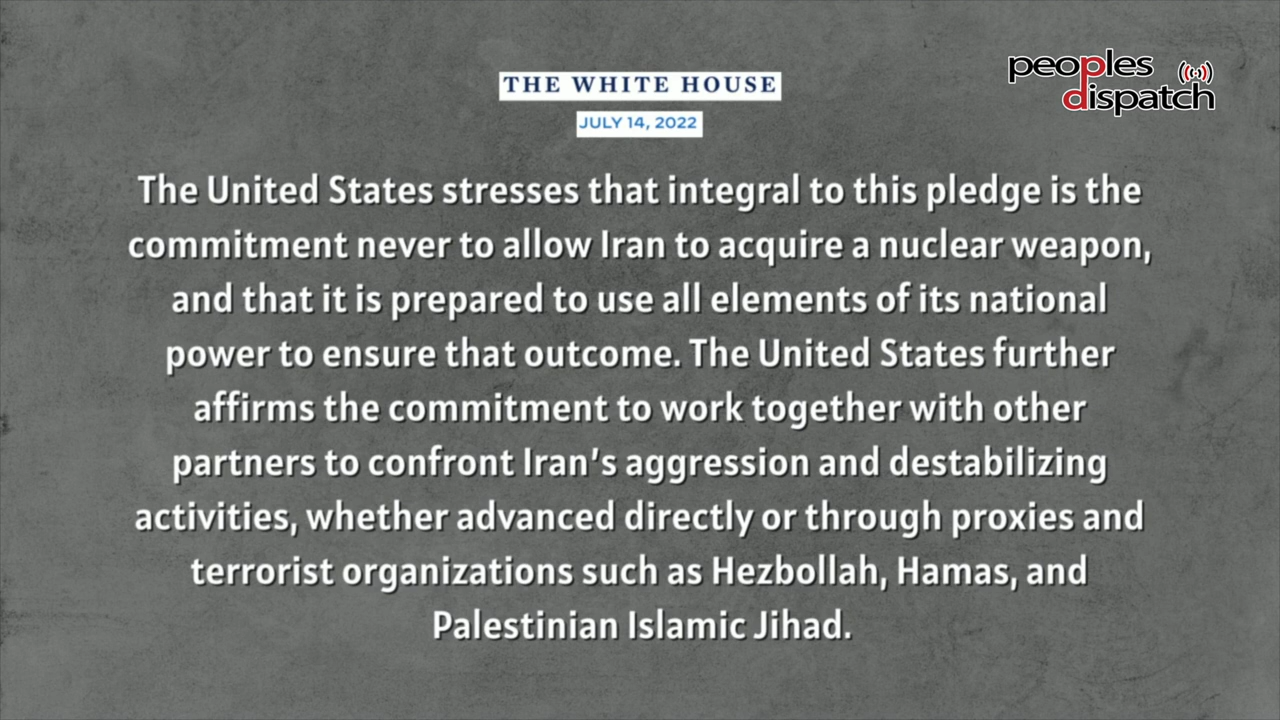 THE WHITE HOUSE
peoples
dispatch
JULY 14, 2022
The United States stresses that integral to this pledge is the
commitment never to allow Iran to acquire a nuclear weapon,
and that it is prepared to use all elements of its national
power to ensure that outcome. The United States further
affirms the commitment to work together with other
partners to confront Iran’s aggression and destabilizing
activities, whether advanced directly or through proxies and
terrorist organizations such as Hezbollah, Hamas, and
Palestinian Islamic Jihad.